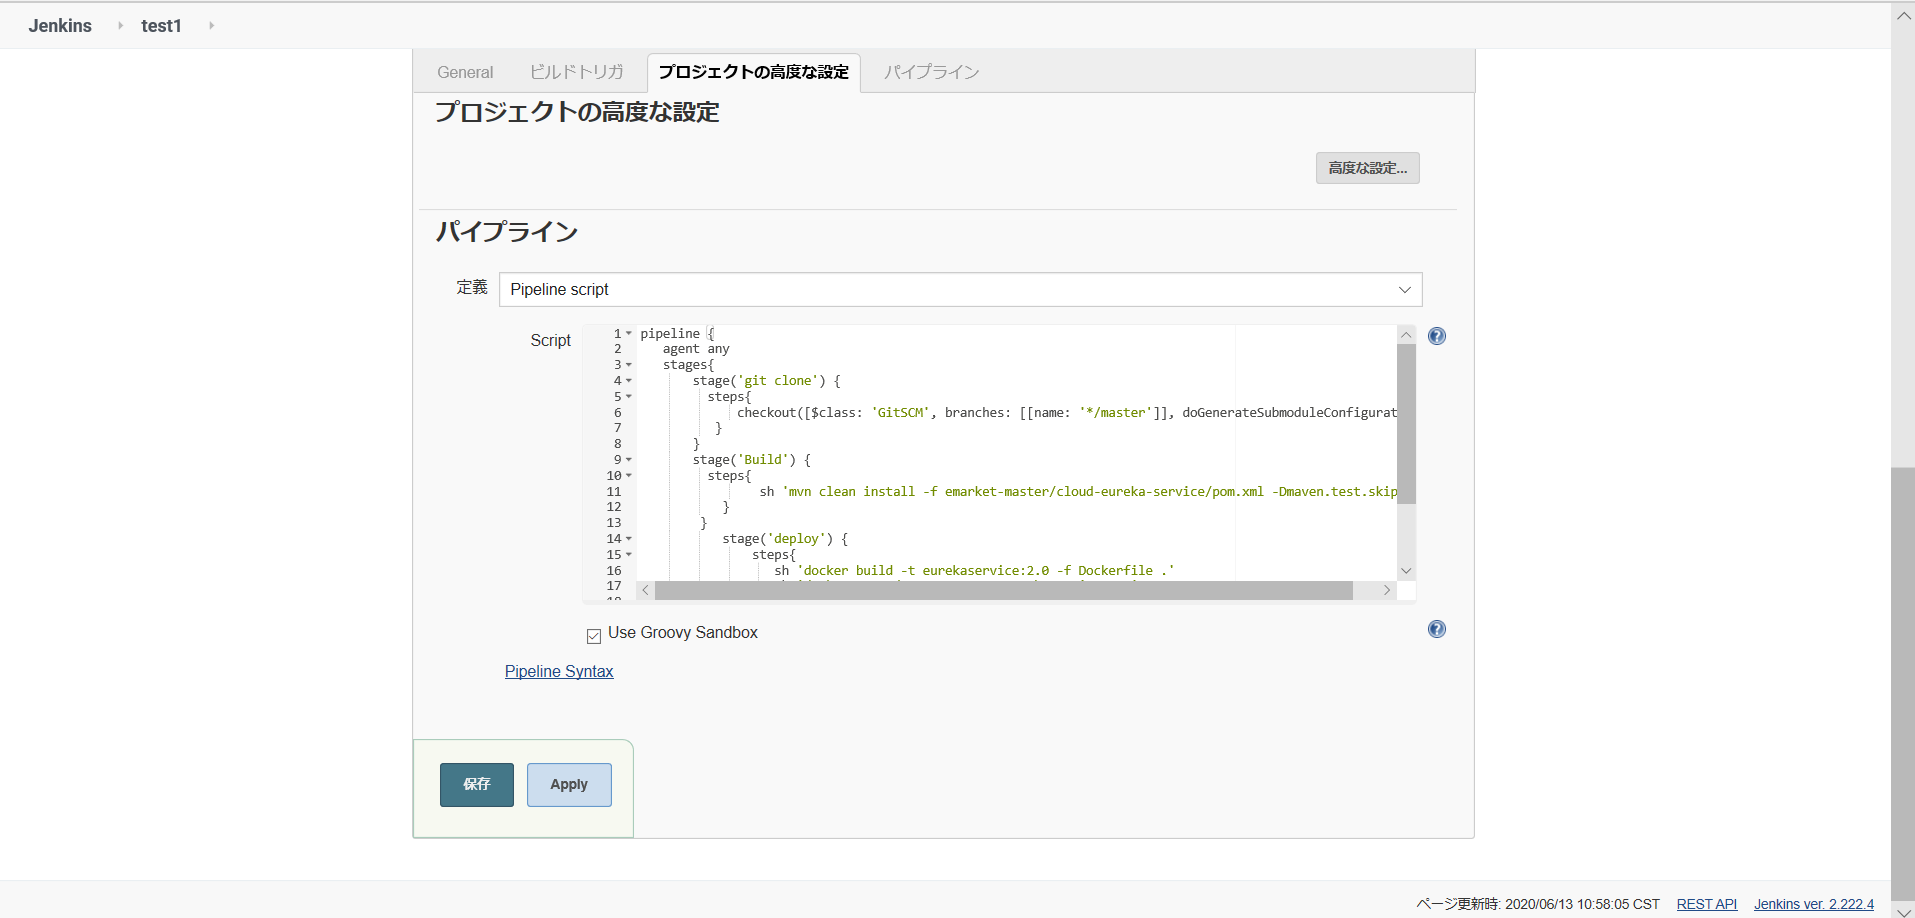 Jenkins test1
General ビルドトリガ プロジェクトの高度な設定 パイプライン
プロジェクトの高度な設定
高度な設定...
パイプライン
定義 Pipeline script
Script
1 pipeline {
2 agent any
3 stages{
4 stage('git clone') {
5 steps{
6 checkout([$class: 'GitSCM', branches: [[name: '*/master']], doGenerateSubmoduleConfigurat
7 }
8 }
9 stage('Build') {
10 steps{
11 sh 'mvn clean install -f emarket-master/cloud-eureka-service/pom.xml -Dmaven.test.skip
12 }
13 }
14 stage('deploy') {
15 steps{
16 sh 'docker build -t eurekaservice:2.0 -f Dockerfile .'
17
Use Groovy Sandbox
Pipeline Syntax
保存 Apply
ページ更新時: 2020/06/13 10:58:05 CST REST API Jenkins ver. 2.222.4